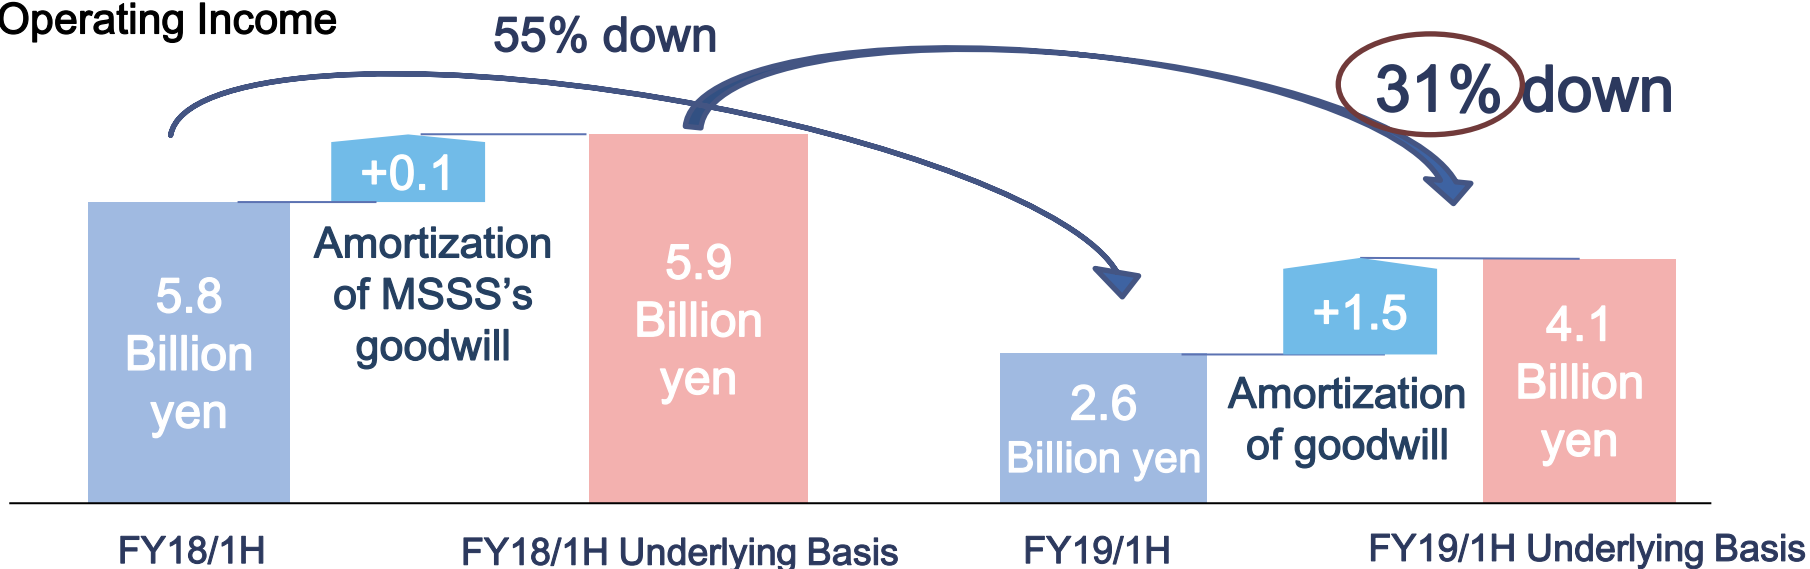 Operating Income
55% down
31% down
+0.1
Amortization
of MSSS's
goodwill
5.8
Billion
yen
5.9
Billion
yen
2.6
Billion yen
+1.5
Amortization
of goodwill
4.1
Billion
yen
FY18/1H
FY18/1H Underlying Basis
FY19/1H
FY19/1H Underlying Basis